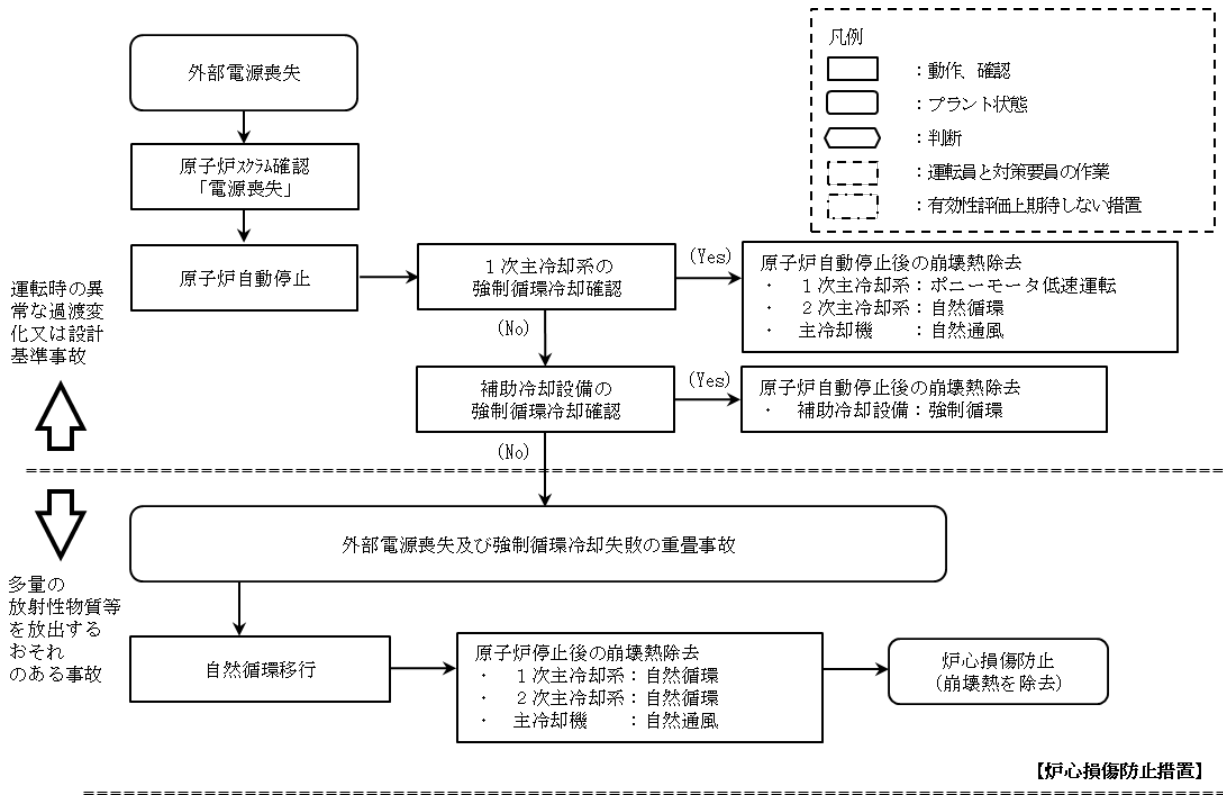 外部電源喪失
原子炉スクラム確認
「電源喪失」
原子炉自動停止
1次主冷却系の
強制循環冷却確認
(Yes)
原子炉自動停止後の崩壊熱除去
・ 1次主冷却系:ポニーモータ低速運転
・ 2次主冷却系:自然循環
・ 主冷却機 :自然通風
(No)
補助冷却設備の
強制循環冷却確認
(Yes)
原子炉自動停止後の崩壊熱除去
・ 補助冷却設備:強制循環
(No)
凡例
:動作、確認
:プラント状態
:判断
:運転員と対策要員の作業
:有効性評価上期待しない措置
運転時の異
常な過渡変
化又は設計
基準事故
多量の
放射性物質等
を放出する
おそれ
のある事故
外部電源喪失及び強制循環冷却失敗の重畳事故
自然循環移行
原子炉停止後の崩壊熱除去
・ 1次主冷却系:自然循環
・ 2次主冷却系:自然循環
・ 主冷却機 :自然通風
炉心損傷防止
(崩壊熱を除去)
【炉心損傷防止措置】